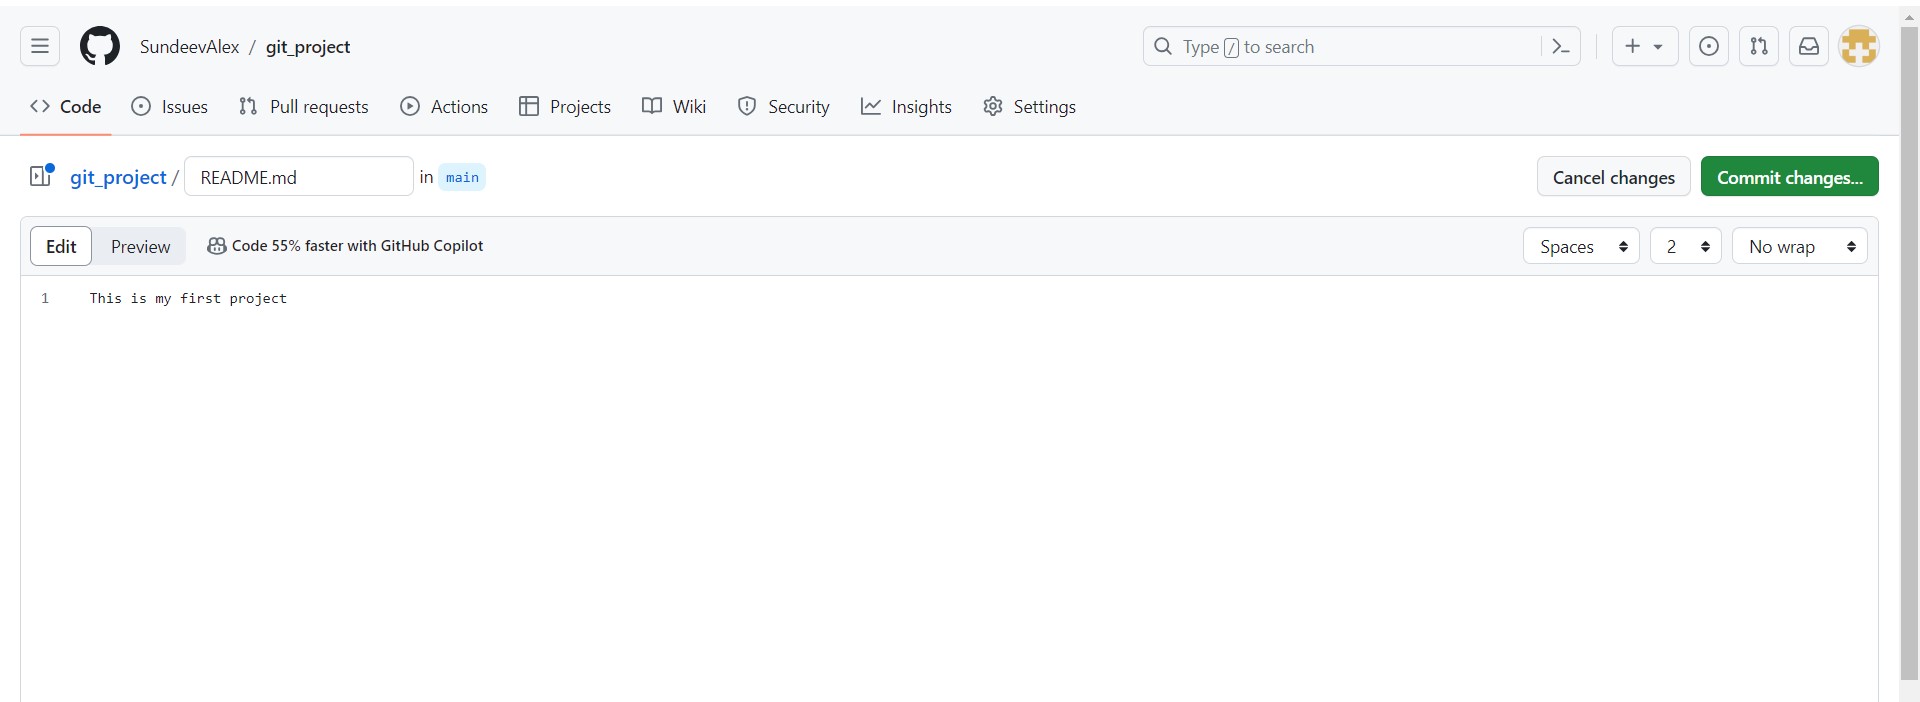 SundeevAlex / git_project
Type / to search
Code Issues Pull requests Actions Projects Wiki Security Insights Settings
git_project / README.md in main
Cancel changes Commit changes...
Edit Preview Code 55% faster with GitHub Copilot
Spaces 2 No wrap
1 This is my first project